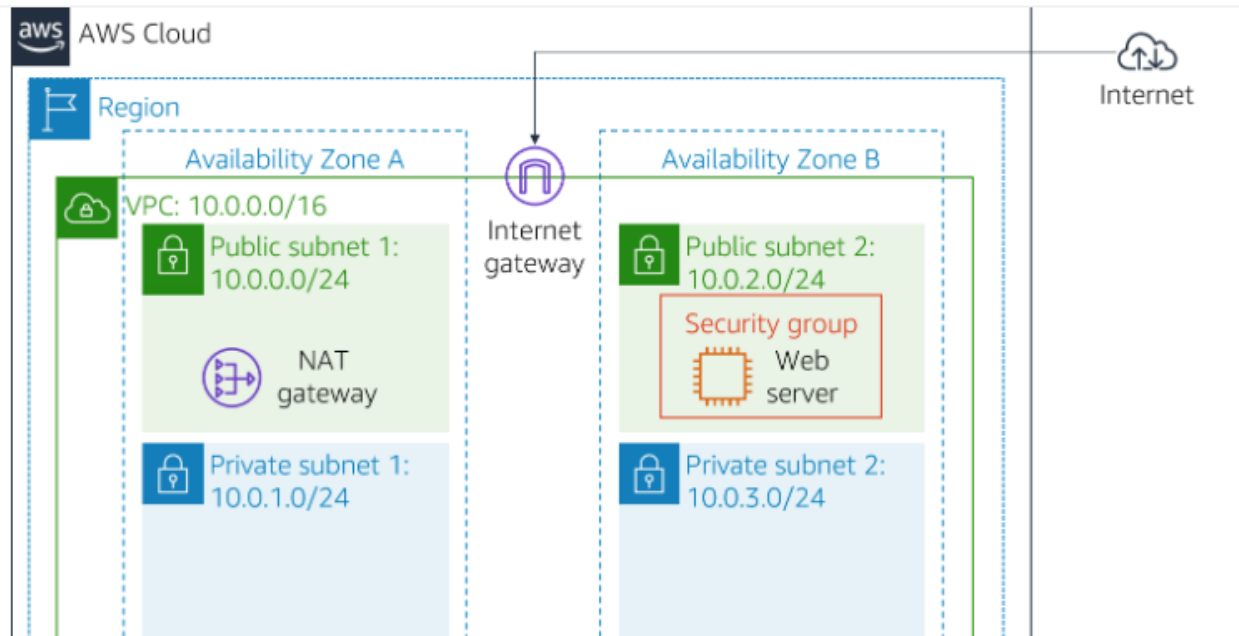 aws
AWS Cloud
Internet
Region
Availability Zone A
Availability Zone B
VPC: 10.0.0.0/16
Internet
gateway
Public subnet 1:
10.0.0.0/24
NAT
gateway
Public subnet 2:
10.0.2.0/24
Security group
Web
server
Private subnet 1:
10.0.1.0/24
Private subnet 2:
10.0.3.0/24